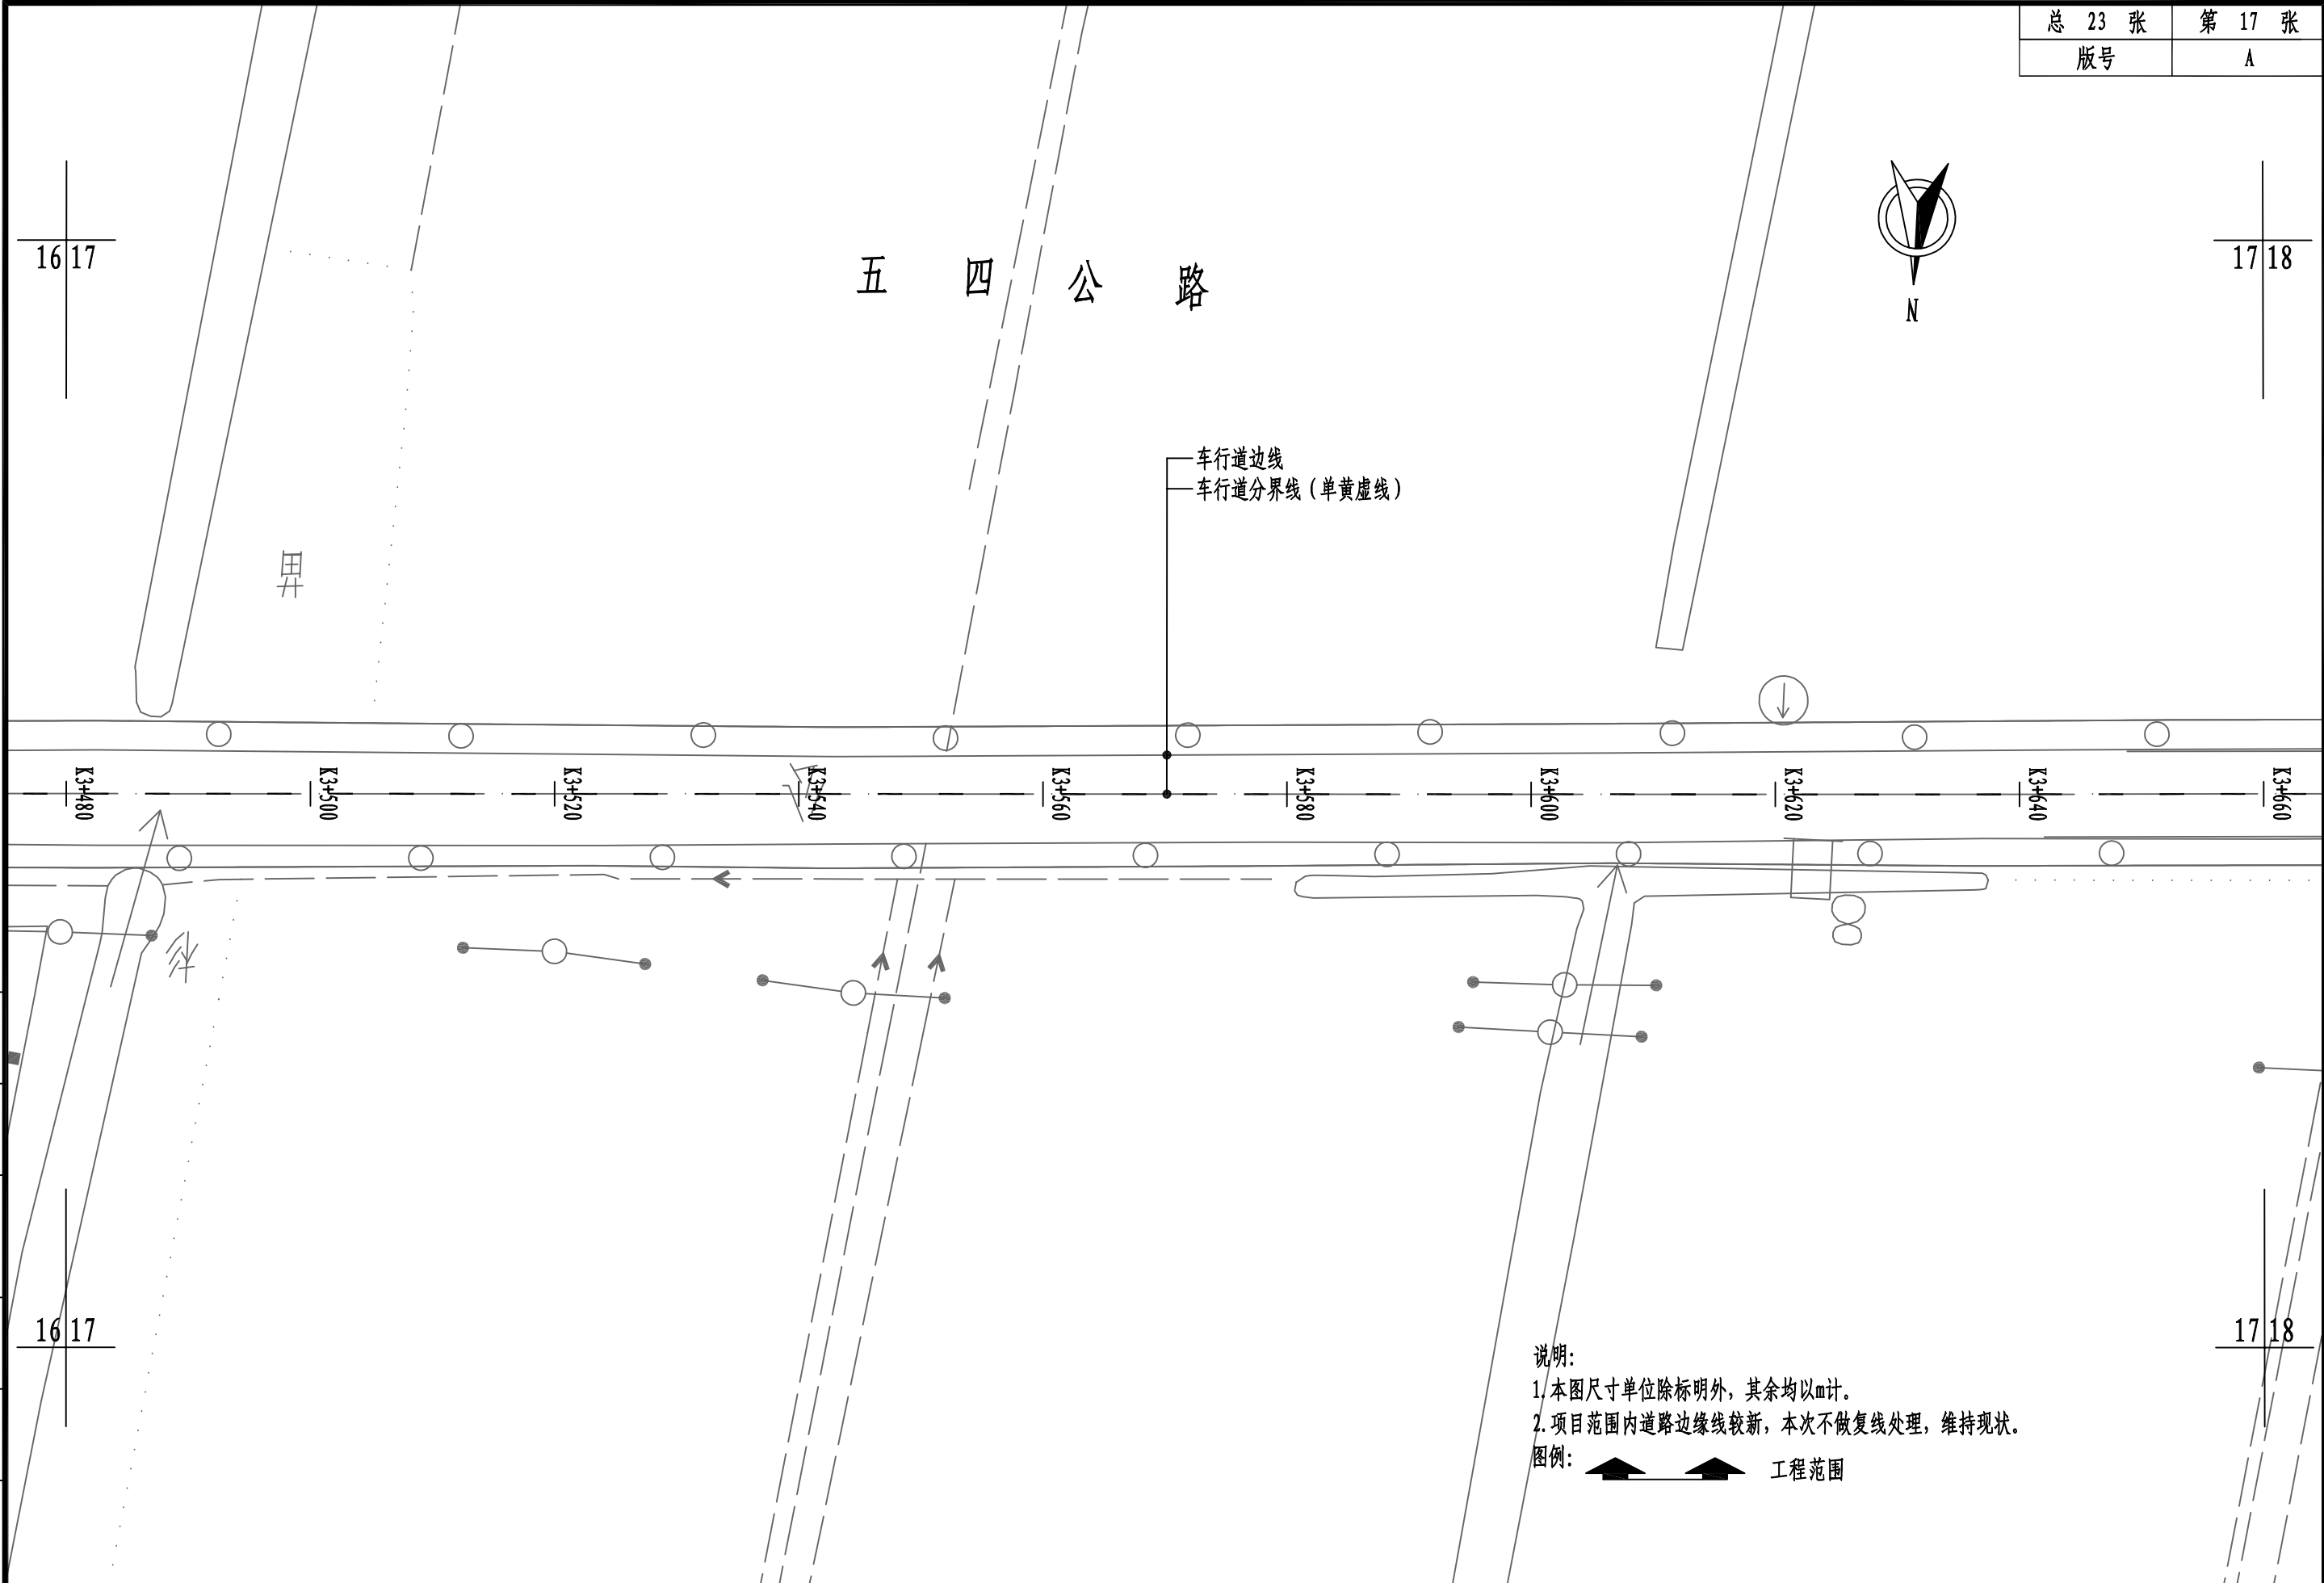 总 23 张 第 17 张
版号 A
16 17
17 18
N
五四公路
车行道边线
车行道分界线（单黄虚线）
K3+480
K3+500
K3+520
K3+540
K3+560
K3+580
K3+600
K3+620
K3+640
K3+660
16 17
17 18
说明：
1.本图尺寸单位除标明外，其余均以m计。
2.项目范围内道路边缘线较新，本次不做复线处理，维持现状。
图例：
工程范围